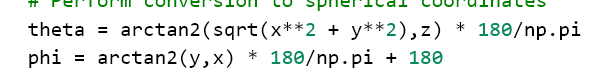 # Perform conversion to spherical coordinates
theta = arctan2(sqrt(x**2 + y**2),z) * 180/np.pi
phi = arctan2(y,x) * 180/np.pi + 180